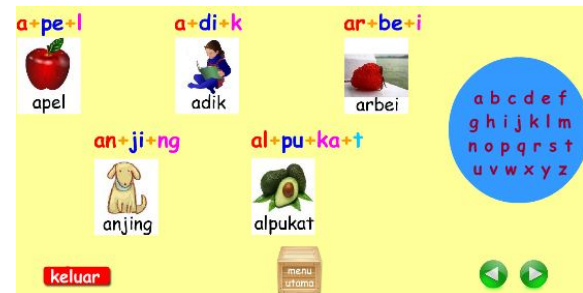 a+pe+l
apel
a+di+k
adik
ar+be+i
arbei
an+ji+ng
anjing
al+pu+ka+t
alpukat
a b c d e f
g h i j k l m
n o p q r s t
u v w x y z
keluar
menu
utama